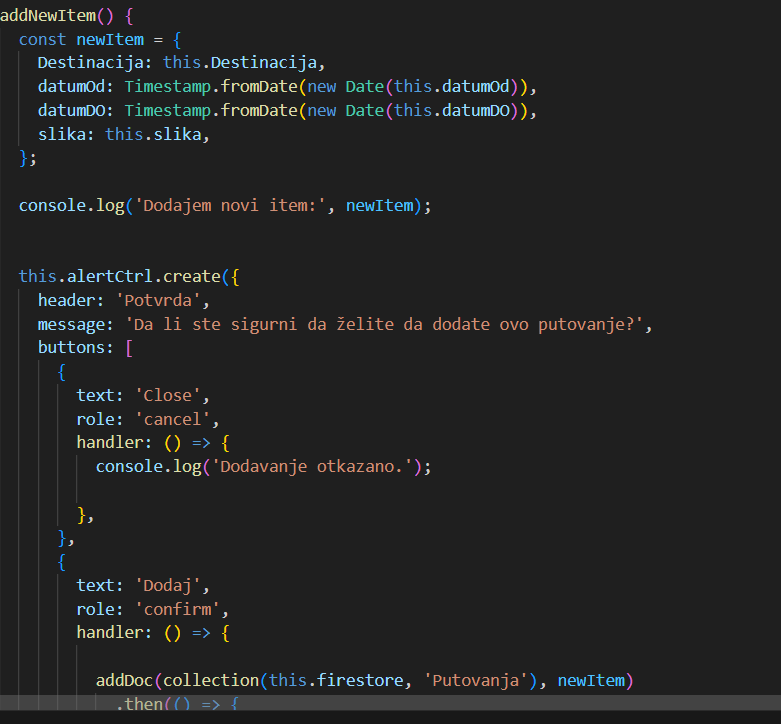 addNewItem() {
const newItem = {
Destinacija: this.Destinacija,
datumOd: Timestamp.fromDate(new Date(this.datumOd)),
datumDO: Timestamp.fromDate(new Date(this.datumDO)),
slika: this.slika,
};
console.log('Dodajem novi item:', newItem);
this.alertCtrl.create({
header: 'Potvrda',
message: 'Da li ste sigurni da želite da dodate ovo putovanje?',
buttons: [
{
text: 'Close',
role: 'cancel',
handler: () => {
console.log('Dodavanje otkazano.');
},
},
{
text: 'Dodaj',
role: 'confirm',
handler: () => {
addDoc(collection(this.firestore, 'Putovanja'), newItem)
.then(() => {